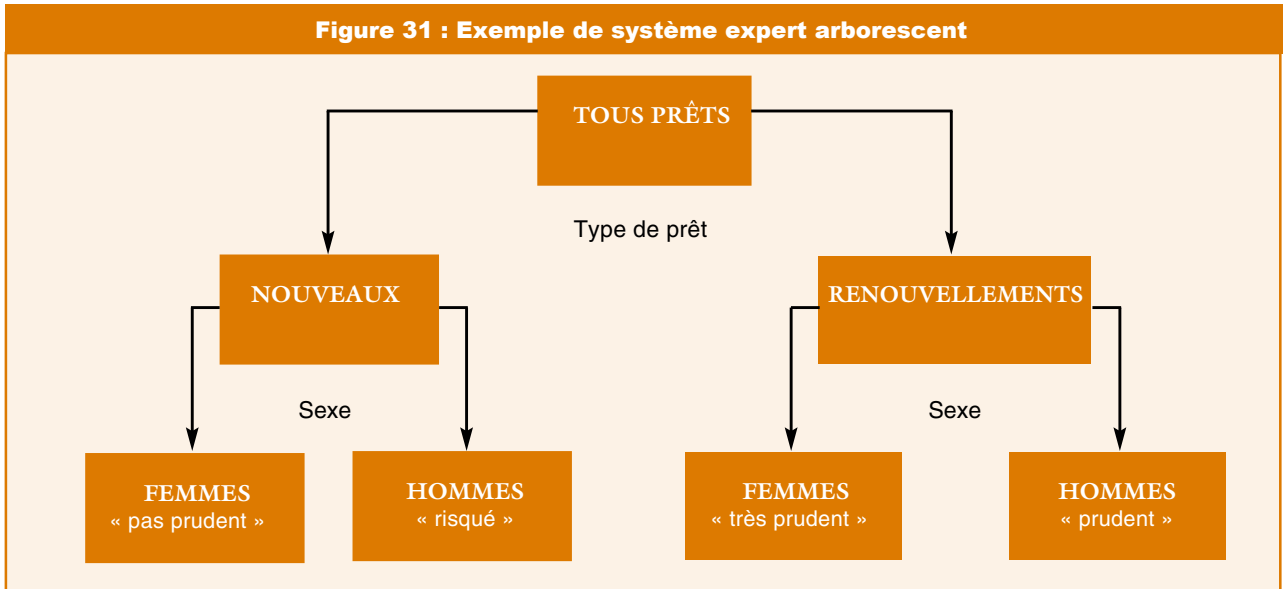 Figure 31 : Exemple de système expert arborescent
TOUS PRÊTS
Type de prêt
NOUVEAUX
RENOUVELLEMENTS
Sexe
Sexe
FEMMES
« pas prudent »
HOMMES
« risqué »
FEMMES
« très prudent »
HOMMES
« prudent »